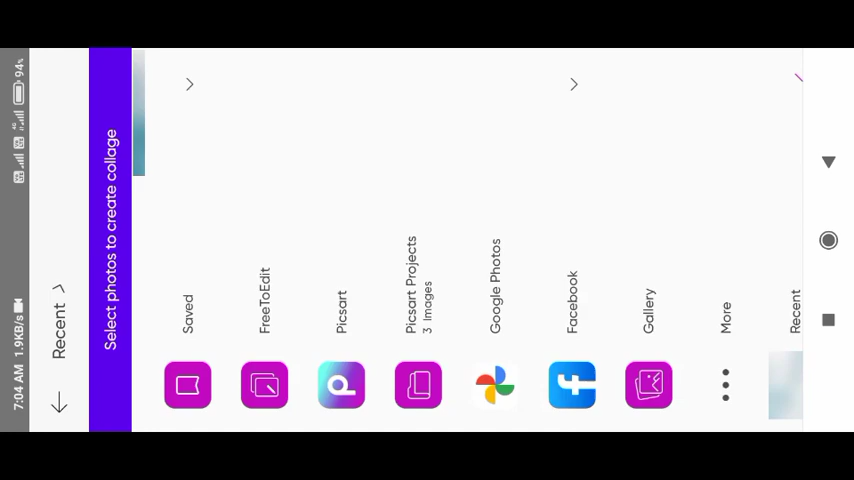 7:04 AM 1.9KB/s 4G 94%
Recent
Select photos to create collage
Saved
FreeToEdit
Picsart
Picsart Projects
3 Images
Google Photos
Facebook
Gallery
More
Recent